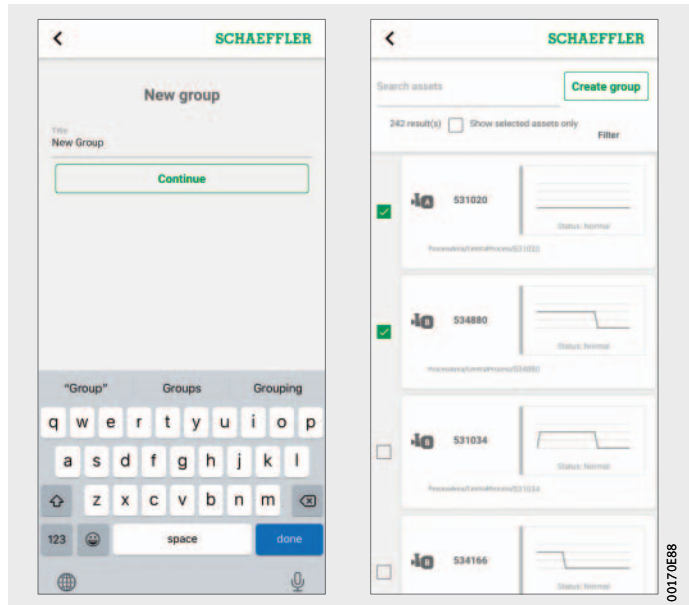 SCHAEFFLER
New group
Title
New Group
Continue
"Group" Groups Grouping
q w e r t y u i o p
a s d f g h j k l
z x c v b n m
123 space done
SCHAEFFLER
Search assets
Create group
242 result(s) Show selected assets only
Filter
A
531020
Status: Normal
B
534880
Status: Normal
B
531034
Status: Normal
B
534166
Status: Normal
00170E88